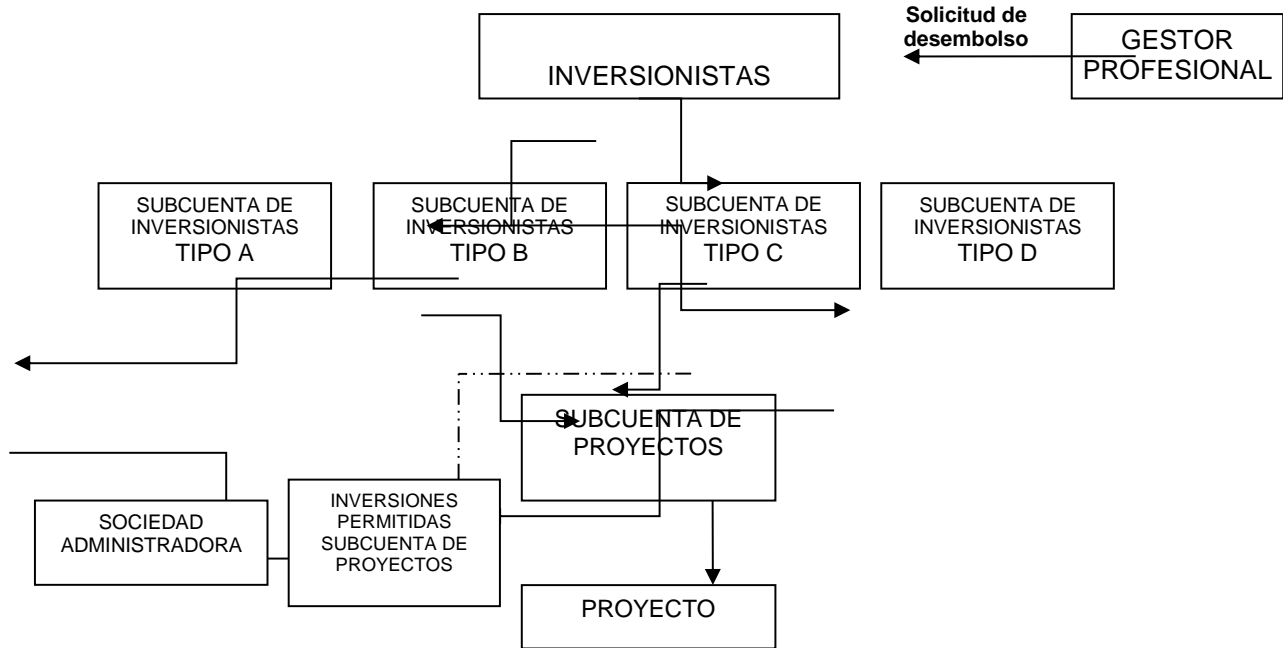 Solicitud de
desembolso
GESTOR
PROFESIONAL
INVERSIONISTAS
SUBCUENTA DE
INVERSIONISTAS
TIPO A
SUBCUENTA DE
INVERSIONISTAS
TIPO B
SUBCUENTA DE
INVERSIONISTAS
TIPO C
SUBCUENTA DE
INVERSIONISTAS
TIPO D
SUBCUENTA DE
PROYECTOS
SOCIEDAD
ADMINISTRADORA
INVERSIONES
PERMITIDAS
SUBCUENTA DE
PROYECTOS
PROYECTO